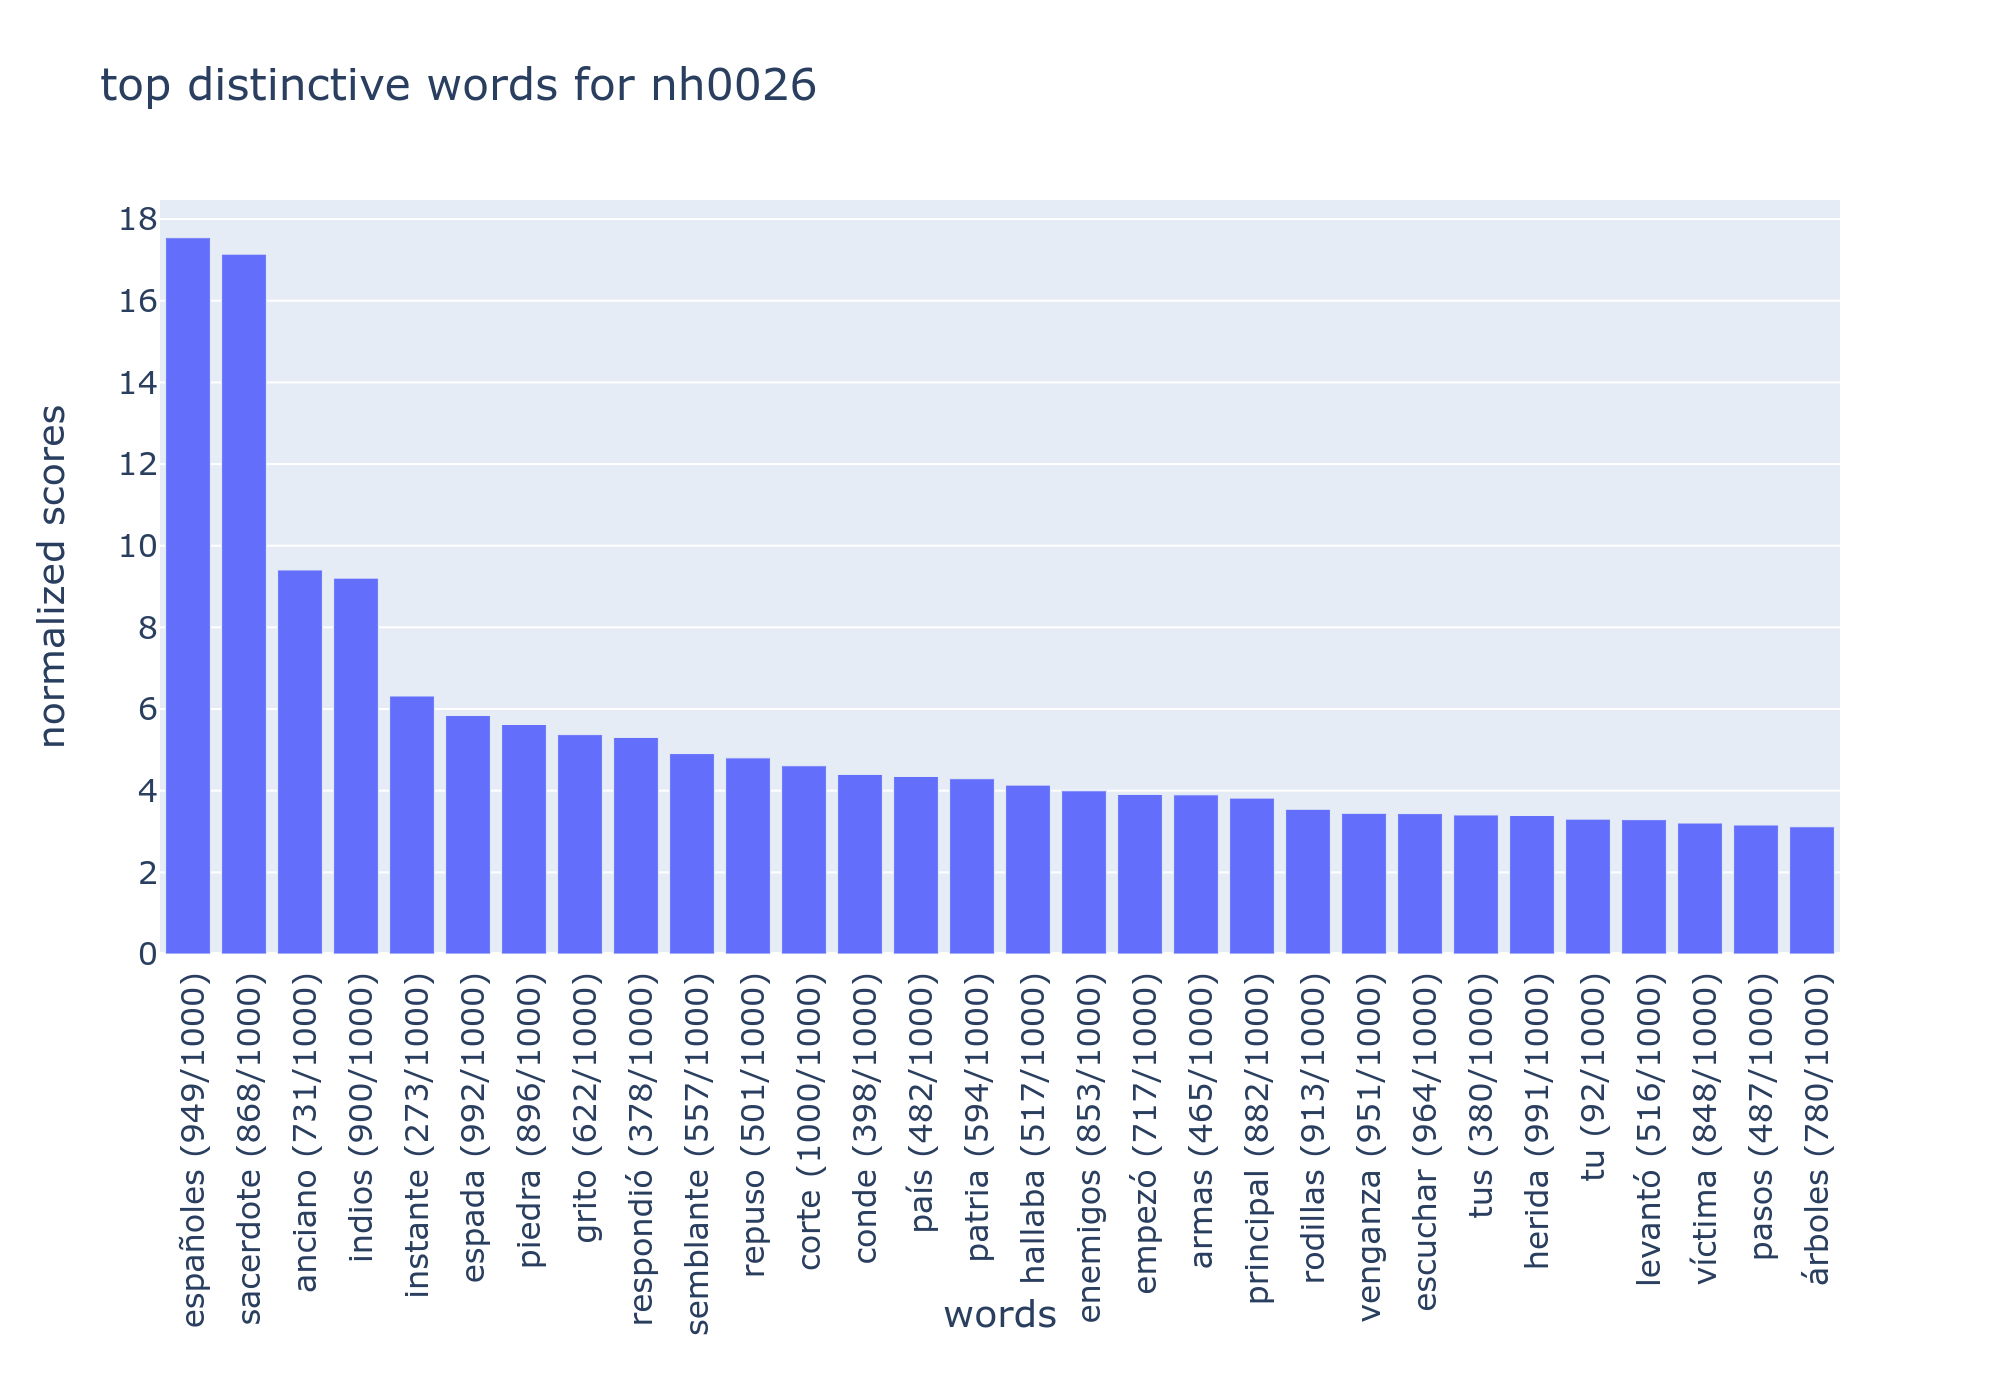 top distinctive words for nh0026
normalized scores
18
16
14
12
10
8
6
4
2
0
españoles (949/1000)
sacerdote (868/1000)
anciano (731/1000)
indios (900/1000)
instante (273/1000)
espada (992/1000)
piedra (896/1000)
grito (622/1000)
respondió (378/1000)
semblante (557/1000)
repuso (501/1000)
corte (1000/1000)
conde (398/1000)
país (482/1000)
patria (594/1000)
hallaba (517/1000)
enemigos (853/1000)
empezó (717/1000)
armas (465/1000)
principal (882/1000)
rodillas (913/1000)
venganza (951/1000)
escuchar (964/1000)
tus (380/1000)
herida (991/1000)
tu (922/1000)
levantó (516/1000)
víctima (848/1000)
pasos (487/1000)
árboles (780/1000)
words